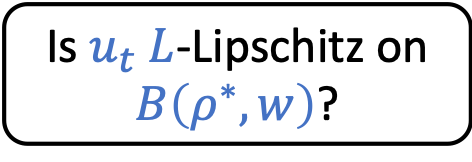 Is u_t L-Lipschitz on
B(ρ*, w)?